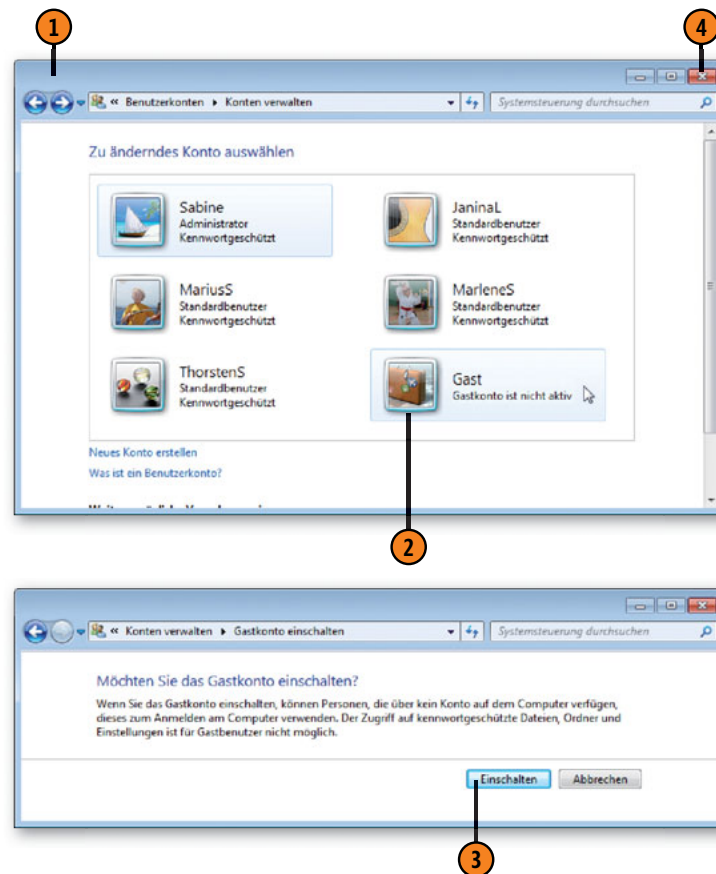 1
4
« Benutzerkonten ▸ Konten verwalten
Systemsteuerung durchsuchen
Zu änderndes Konto auswählen
Sabine
Administrator
Kennwortgeschützt
JaninaL
Standardbenutzer
Kennwortgeschützt
MariusS
Standardbenutzer
Kennwortgeschützt
MarleneS
Standardbenutzer
Kennwortgeschützt
ThorstenS
Standardbenutzer
Kennwortgeschützt
Gast
Gastkonto ist nicht aktiv
Neues Konto erstellen
Was ist ein Benutzerkonto?
2
« Konten verwalten ▸ Gastkonto einschalten
Systemsteuerung durchsuchen
Möchten Sie das Gastkonto einschalten?
Wenn Sie das Gastkonto einschalten, können Personen, die über kein Konto auf dem Computer verfügen,
dieses zum Anmelden am Computer verwenden. Der Zugriff auf kennwortgeschützte Dateien, Ordner und
Einstellungen ist für Gastbenutzer nicht möglich.
Einschalten
Abbrechen
3